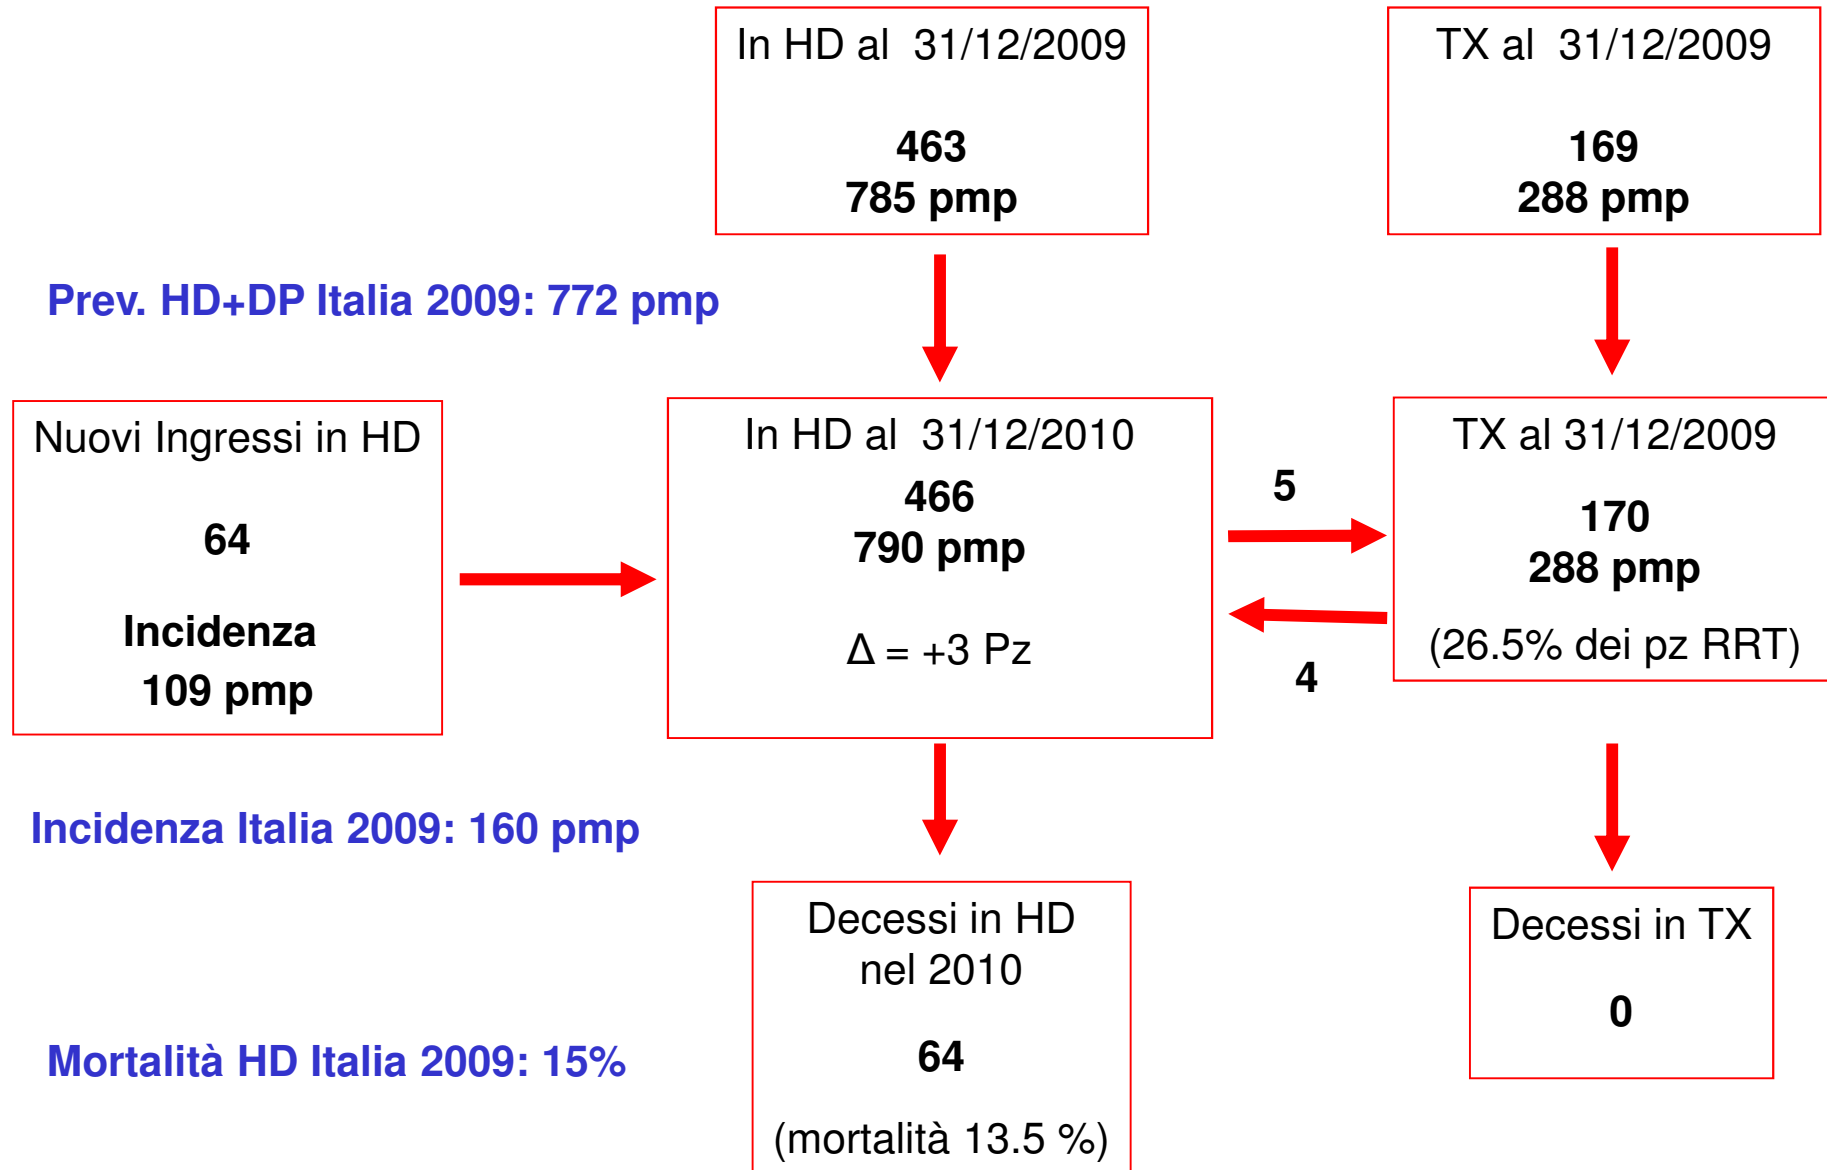 In HD al 31/12/2009
463
785 pmp
TX al 31/12/2009
169
288 pmp
Prev. HD+DP Italia 2009: 772 pmp
Nuovi Ingressi in HD
64
Incidenza
109 pmp
In HD al 31/12/2010
466
790 pmp
Δ = +3 Pz
5
4
TX al 31/12/2009
170
288 pmp
(26.5% dei pz RRT)
Incidenza Italia 2009: 160 pmp
Decessi in HD
nel 2010
64
(mortalità 13.5 %)
Decessi in TX
0
Mortalità HD Italia 2009: 15%